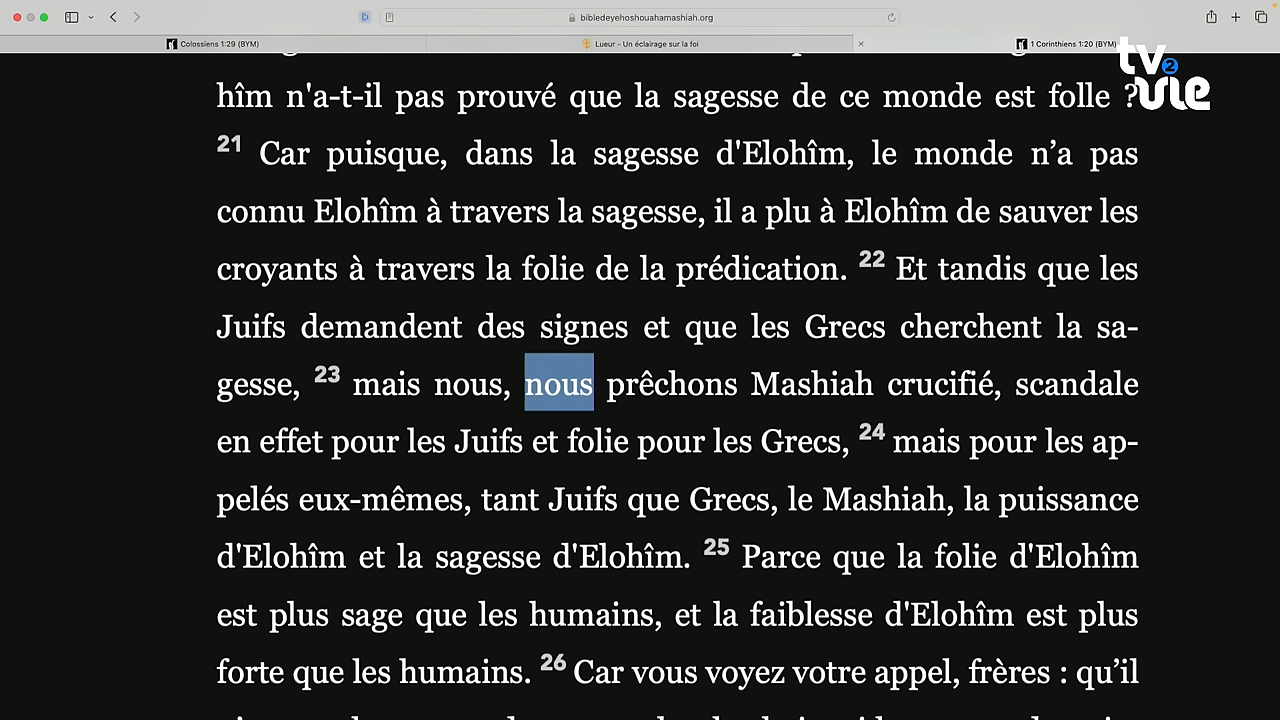 bibledeyehoshouahamashiah.org
Colossiens 1:29 (BYM)
Lueur - Un éclairage sur la foi
1 Corinthiens 1:20 (BYM)
tv2vie
hîm n'a-t-il pas prouvé que la sagesse de ce monde est folle ?
21 Car puisque, dans la sagesse d'Elohîm, le monde n’a pas
connu Elohîm à travers la sagesse, il a plu à Elohîm de sauver les
croyants à travers la folie de la prédication. 22 Et tandis que les
Juifs demandent des signes et que les Grecs cherchent la sa-
gesse, 23 mais nous, nous prêchons Mashiah crucifié, scandale
en effet pour les Juifs et folie pour les Grecs, 24 mais pour les ap-
pelés eux-mêmes, tant Juifs que Grecs, le Mashiah, la puissance
d'Elohîm et la sagesse d'Elohîm. 25 Parce que la folie d'Elohîm
est plus sage que les humains, et la faiblesse d'Elohîm est plus
forte que les humains. 26 Car vous voyez votre appel, frères : qu’il